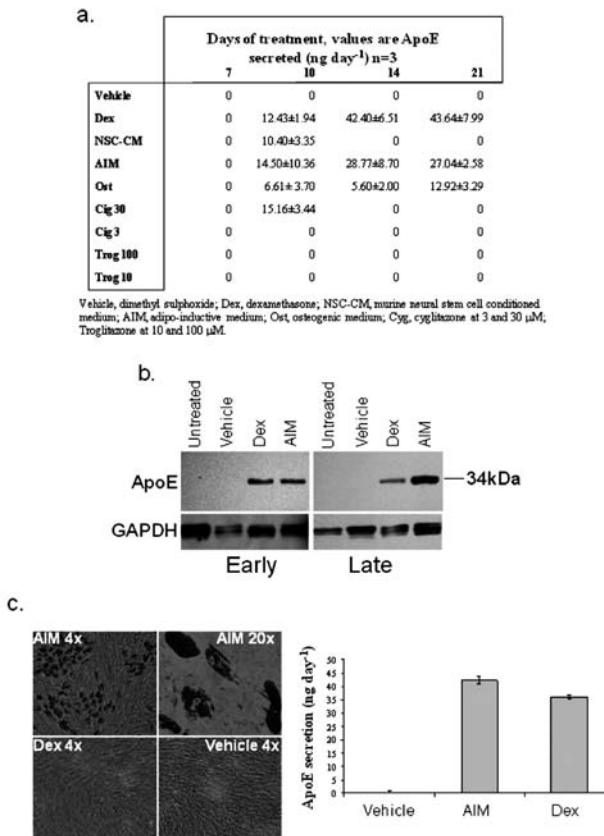 a.
Days of treatment, values are ApoE
secreted (ng day⁻¹) n=3
7 10 14 21
Vehicle 0 0 0 0
Dex 0 12.43±1.94 42.40±6.51 43.64±7.99
NSC-CM 0 10.40±3.35 0 0
AIM 0 14.50±10.36 28.77±8.70 27.04±2.58
Ost 0 6.61±3.70 5.60±2.00 12.92±3.29
Cig 30 0 15.16±3.44 0 0
Cig 3 0 0 0 0
Trog 100 0 0 0 0
Trog 10 0 0 0 0
Vehicle, dimethyl sulphoxide; Dex, dexamethasone; NSC-CM, murine neural stem cell conditioned
medium; AIM, adipo-inductive medium; Ost, osteogenic medium; Cyg, cyglitazone at 3 and 30 µM;
Troglitazone at 10 and 100 µM.
b.
Untreated Vehicle Dex AIM Untreated Vehicle Dex AIM
ApoE 34kDa
GAPDH
Early Late
c.
AIM 4x AIM 20x
Dex 4x Vehicle 4x
ApoE secretion (ng day⁻¹)
50
45
40
35
30
25
20
15
10
5
0
Vehicle AIM Dex